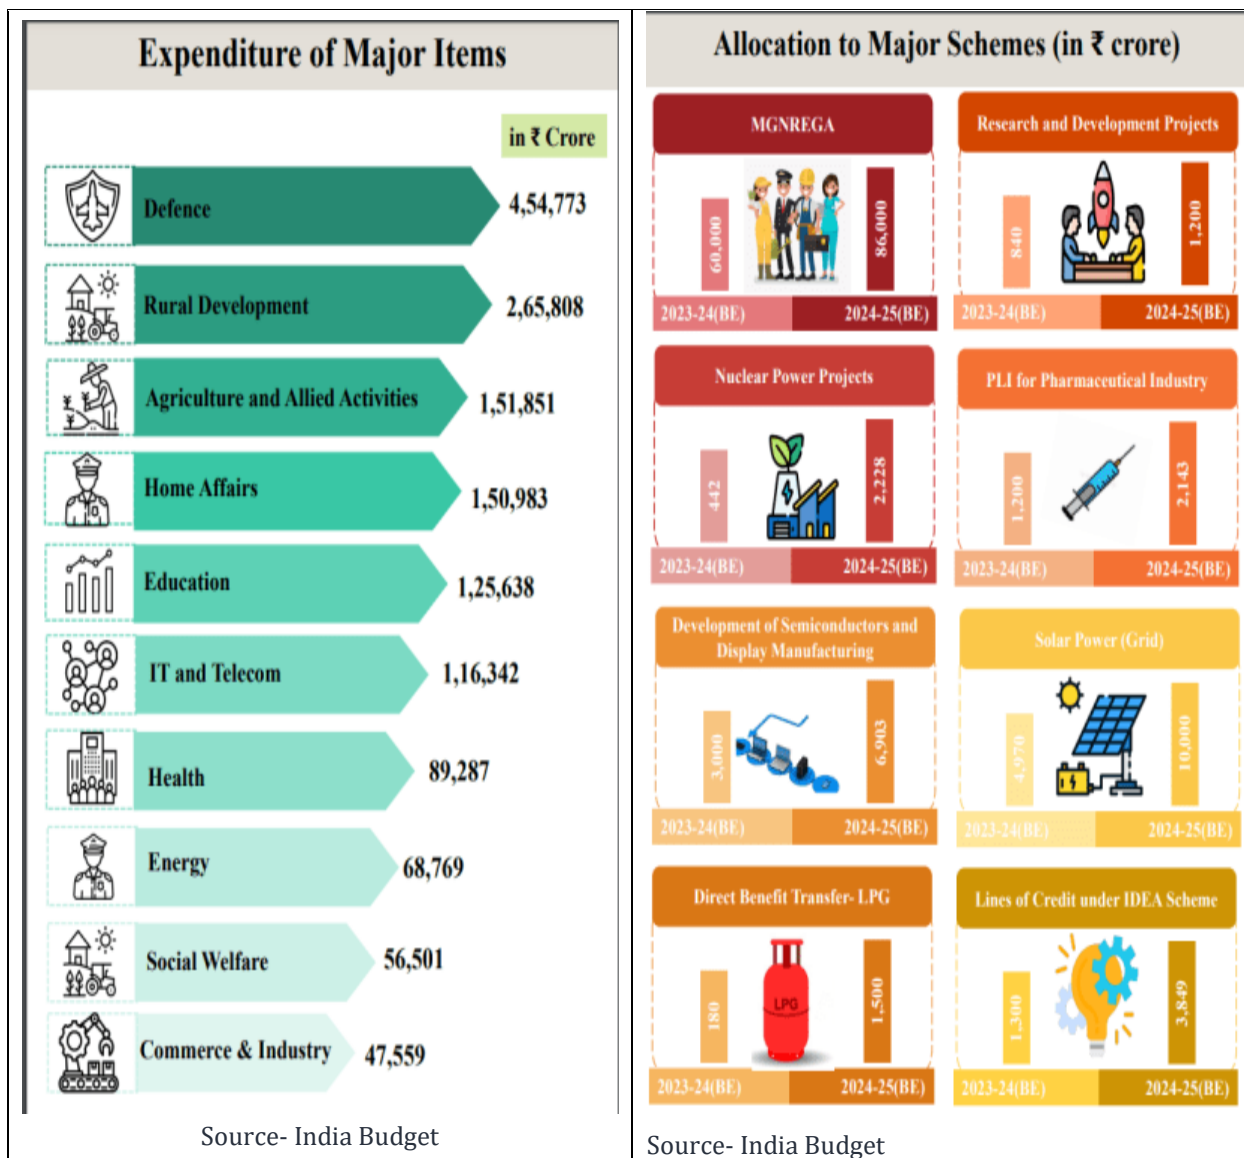 Expenditure of Major Items
in ₹ Crore
Defence 4,54,773
Rural Development 2,65,808
Agriculture and Allied Activities 1,51,851
Home Affairs 1,50,983
Education 1,25,638
IT and Telecom 1,16,342
Health 89,287
Energy 68,769
Social Welfare 56,501
Commerce & Industry 47,559
Source- India Budget
Allocation to Major Schemes (in ₹ crore)
MGNREGA
60,000
86,000
2023-24(BE) 2024-25(BE)
Research and Development Projects
840
1,200
2023-24(BE) 2024-25(BE)
Nuclear Power Projects
442
2,228
2023-24(BE) 2024-25(BE)
PLI for Pharmaceutical Industry
1,200
2,143
2023-24(BE) 2024-25(BE)
Development of Semiconductors and
Display Manufacturing
3,000
6,903
2023-24(BE) 2024-25(BE)
Solar Power (Grid)
4,970
10,000
2023-24(BE) 2024-25(BE)
Direct Benefit Transfer- LPG
180
LPG
1,500
2023-24(BE) 2024-25(BE)
Lines of Credit under IDEA Scheme
1,300
3,849
2023-24(BE) 2024-25(BE)
Source- India Budget